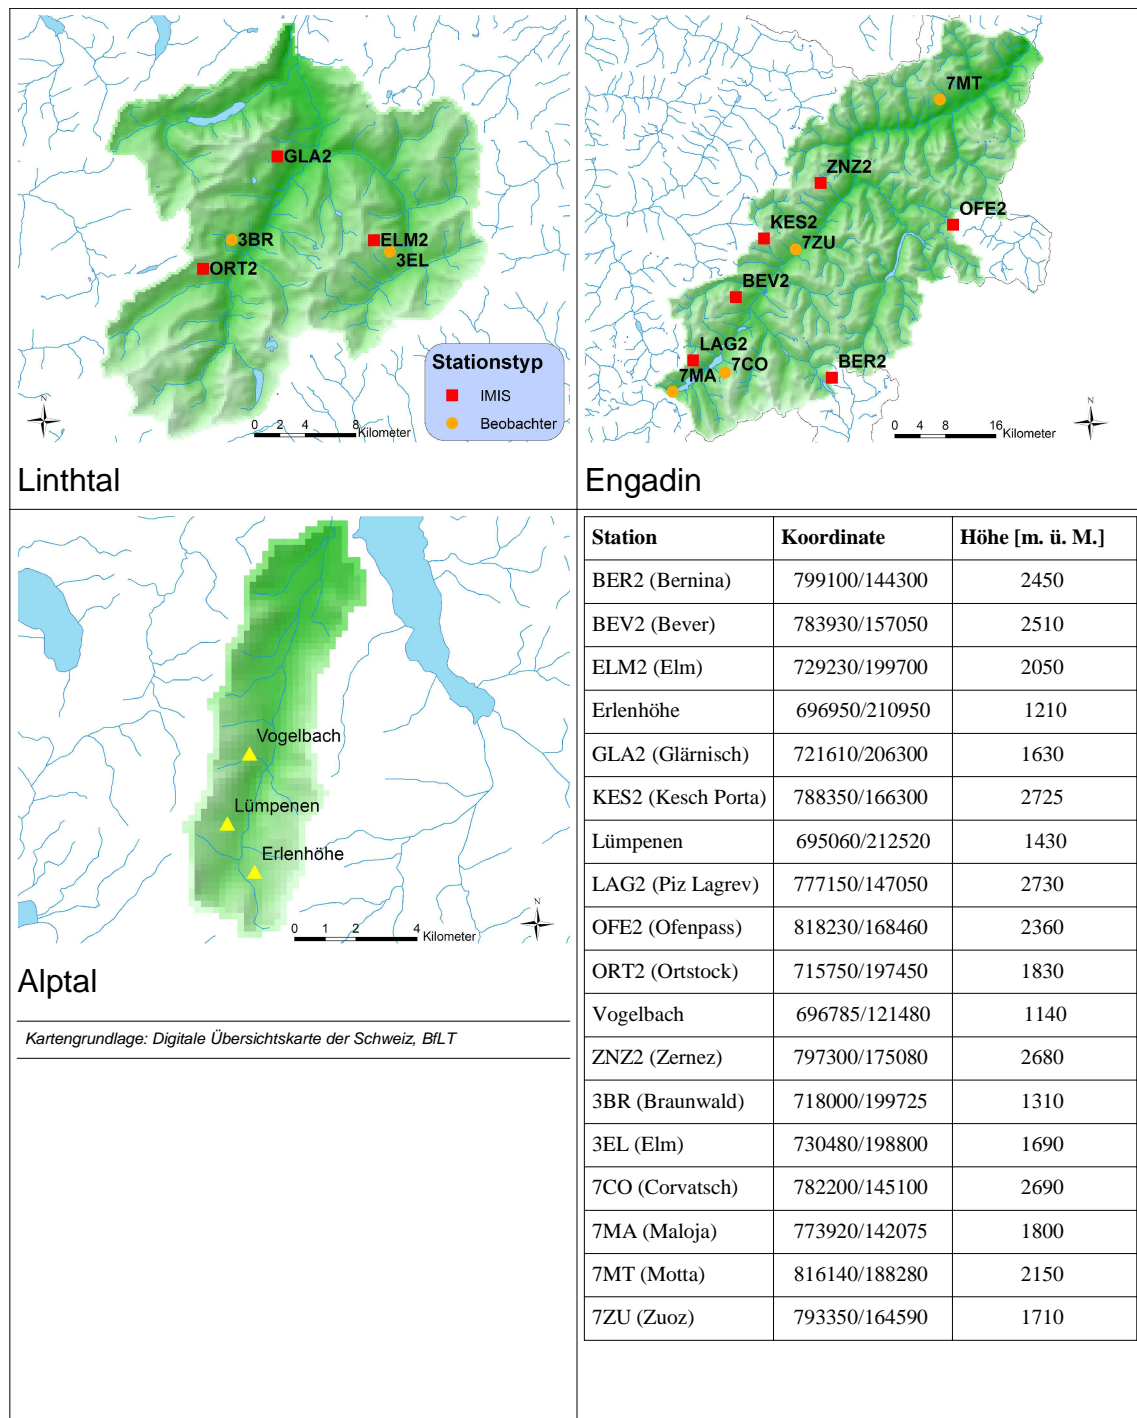 GLA2
3BR
ELM2
3EL
ORT2
Stationstyp
IMIS
Beobachter
N
0 2 4 8
Kilometer
Linthtal
7MT
ZNZ2
OFE2
KES2
7ZU
BEV2
LAG2
7CO
7MA
BER2
N
0 4 8 16
Kilometer
Engadin
Vogelbach
Lümpenen
Erlenhöhe
N
0 1 2 4
Kilometer
Alptal
Kartengrundlage: Digitale Übersichtskarte der Schweiz, BfLT
Station Koordinate Höhe [m. ü. M.]
BER2 (Bernina) 799100/144300 2450
BEV2 (Bever) 783930/157050 2510
ELM2 (Elm) 729230/199700 2050
Erlenhöhe 696950/210950 1210
GLA2 (Glärnisch) 721610/206300 1630
KES2 (Kesch Porta) 788350/166300 2725
Lümpenen 695060/212520 1430
LAG2 (Piz Lagrev) 777150/147050 2730
OFE2 (Ofenpass) 818230/168460 2360
ORT2 (Ortstock) 715750/197450 1830
Vogelbach 696785/121480 1140
ZNZ2 (Zernez) 797300/175080 2680
3BR (Braunwald) 718000/199725 1310
3EL (Elm) 730480/198800 1690
7CO (Corvatsch) 782200/145100 2690
7MA (Maloja) 773920/142075 1800
7MT (Motta) 816140/188280 2150
7ZU (Zuoz) 793350/164590 1710